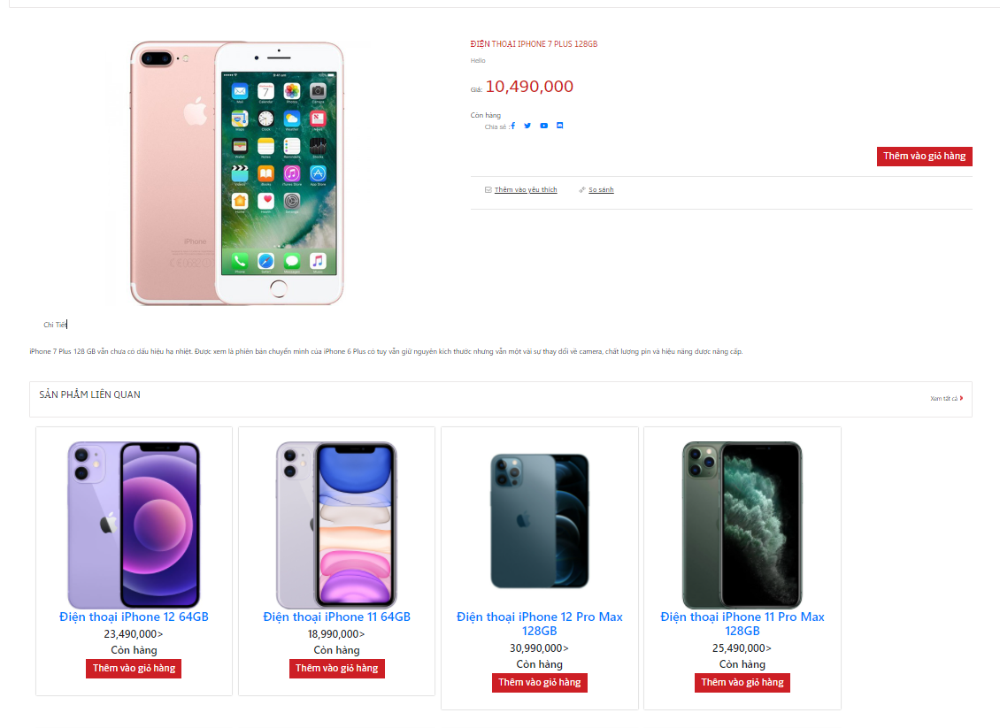 ĐIỆN THOẠI IPHONE 7 PLUS 128GB
Hello
Giá: 10,490,000
Còn hàng
Chia sẻ :
Thêm vào giỏ hàng
Thêm vào yêu thích
So sánh
Chi Tiết
iPhone 7 Plus 128 GB vẫn chưa có dấu hiệu hạ nhiệt. Được xem là phiên bản chuyển mình của iPhone 6 Plus có tuy vẫn giữ nguyên kích thước nhưng vẫn một vài sự thay đổi về camera, chất lượng pin và hiệu năng được nâng cấp.
SẢN PHẨM LIÊN QUAN
Xem tất cả
Điện thoại iPhone 12 64GB
23,490,000>
Còn hàng
Thêm vào giỏ hàng
Điện thoại iPhone 11 64GB
18,990,000>
Còn hàng
Thêm vào giỏ hàng
Điện thoại iPhone 12 Pro Max
128GB
30,990,000>
Còn hàng
Thêm vào giỏ hàng
Điện thoại iPhone 11 Pro Max
128GB
25,490,000>
Còn hàng
Thêm vào giỏ hàng